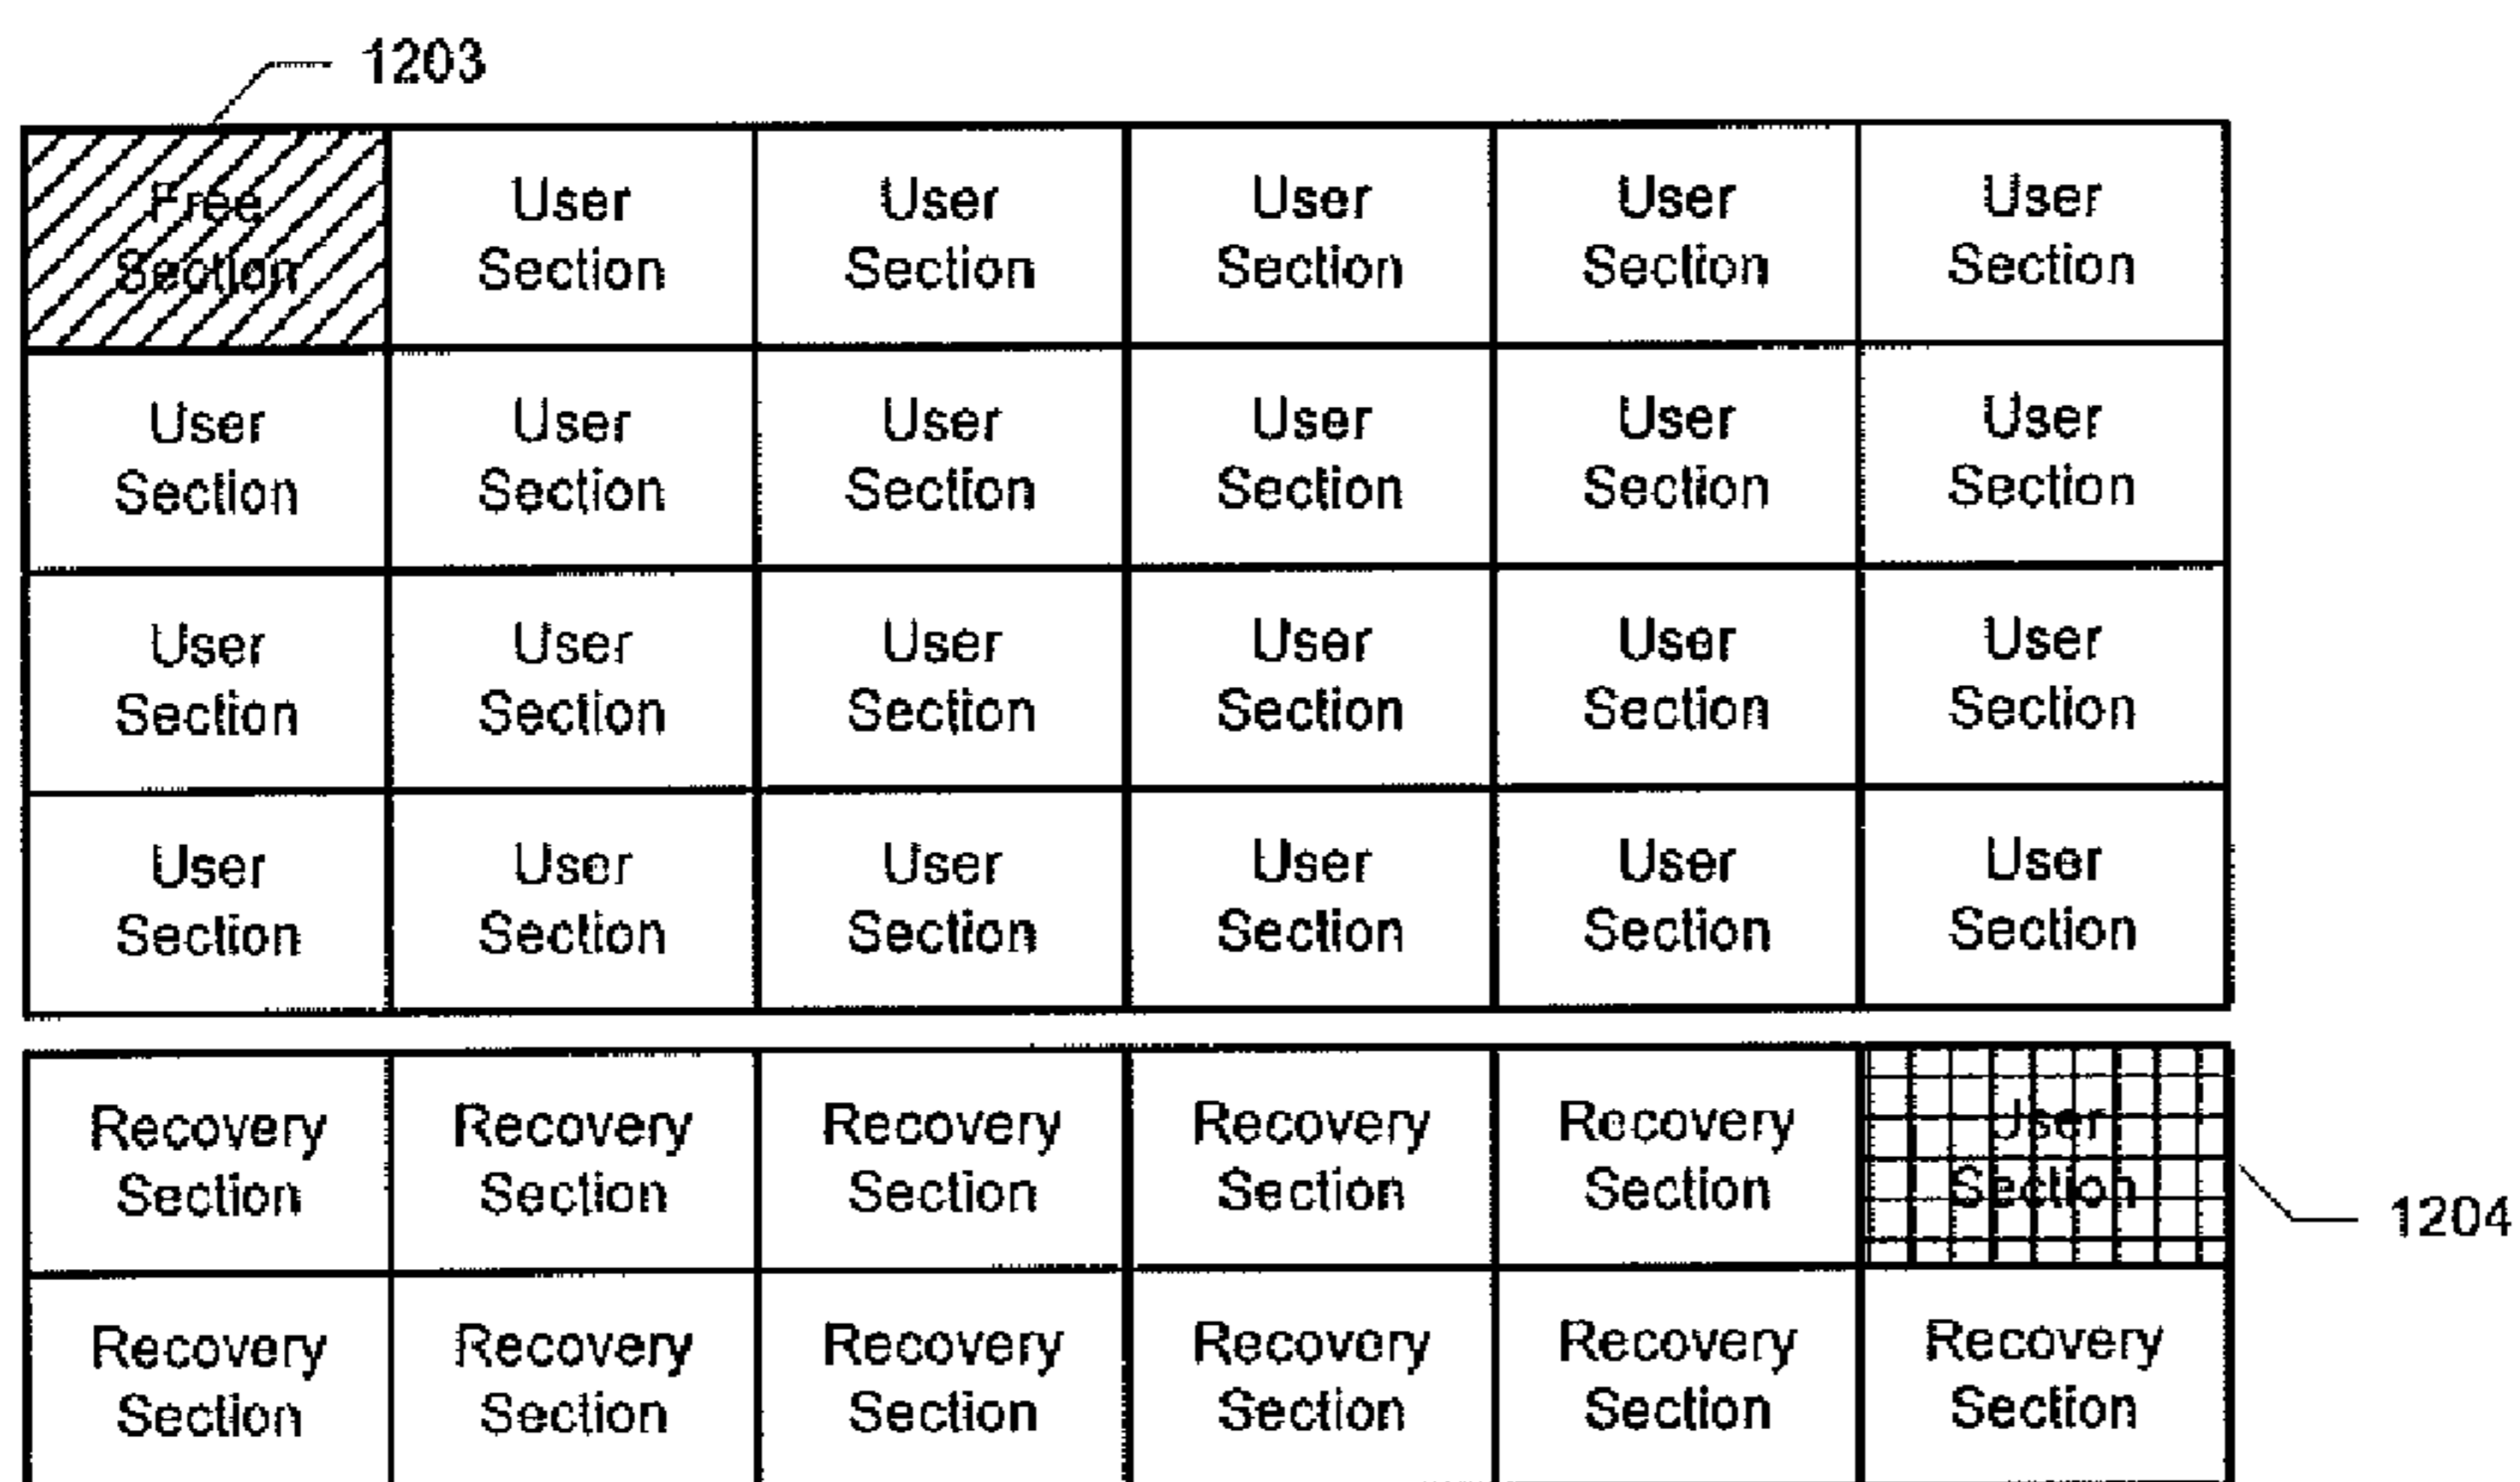 1203
Free User User User User User
Section Section Section Section Section Section
User User User User User User
Section Section Section Section Section Section
User User User User User User
Section Section Section Section Section Section
User User User User User User
Section Section Section Section Section Section
Recovery Recovery Recovery Recovery Recovery User
Section Section Section Section Section Section
1204
Recovery Recovery Recovery Recovery Recovery Recovery
Section Section Section Section Section Section